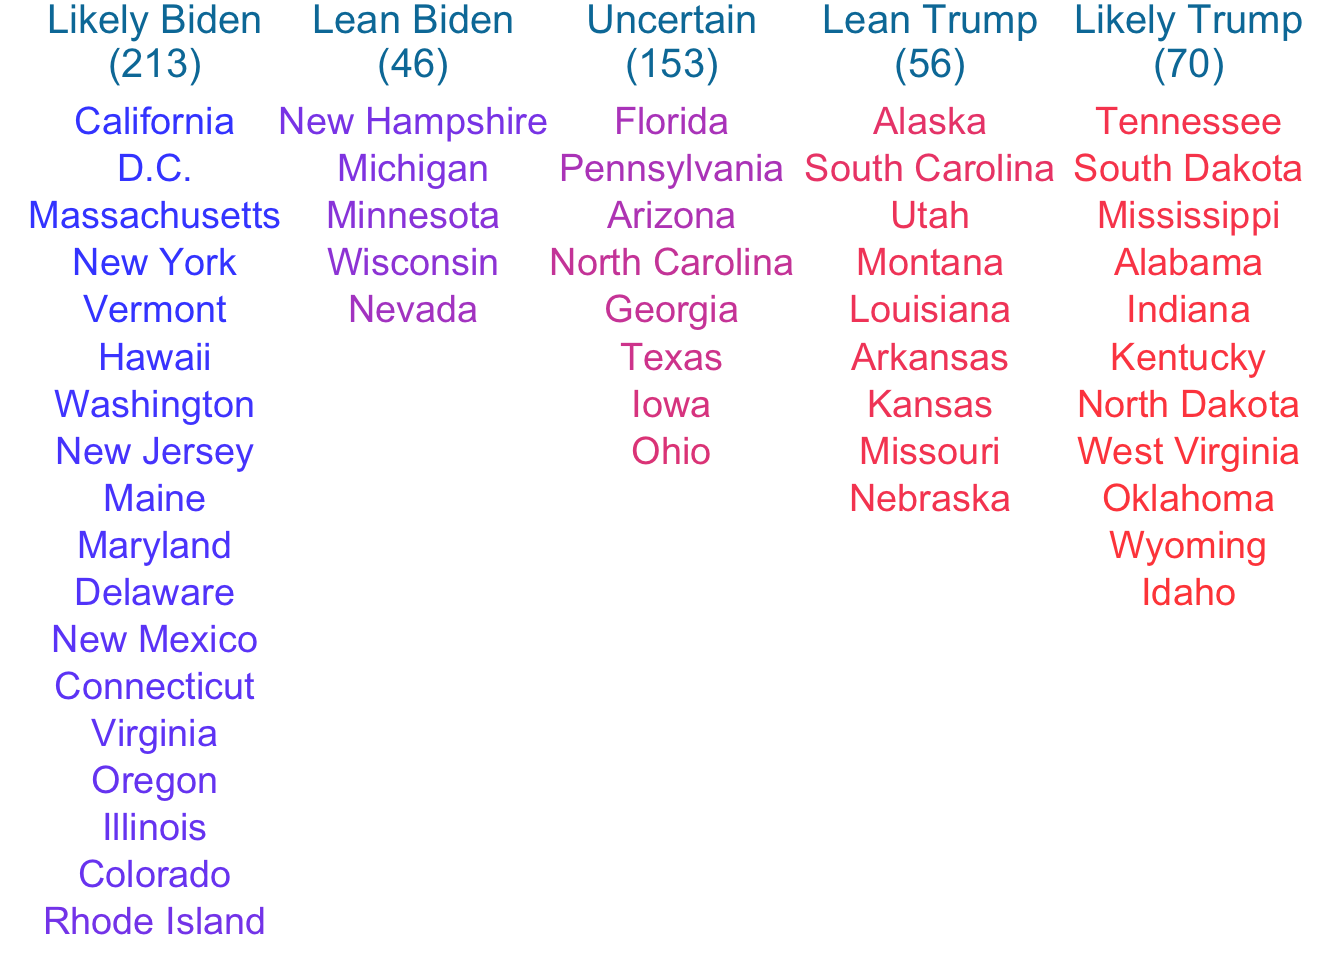 Likely Biden
(213)
California
D.C.
Massachusetts
New York
Vermont
Hawaii
Washington
New Jersey
Maine
Maryland
Delaware
New Mexico
Connecticut
Virginia
Oregon
Illinois
Colorado
Rhode Island
Lean Biden
(46)
New Hampshire
Michigan
Minnesota
Wisconsin
Nevada
Uncertain
(153)
Florida
Pennsylvania
Arizona
North Carolina
Georgia
Texas
Iowa
Ohio
Lean Trump
(56)
Alaska
South Carolina
Utah
Montana
Louisiana
Arkansas
Kansas
Missouri
Nebraska
Likely Trump
(70)
Tennessee
South Dakota
Mississippi
Alabama
Indiana
Kentucky
North Dakota
West Virginia
Oklahoma
Wyoming
Idaho